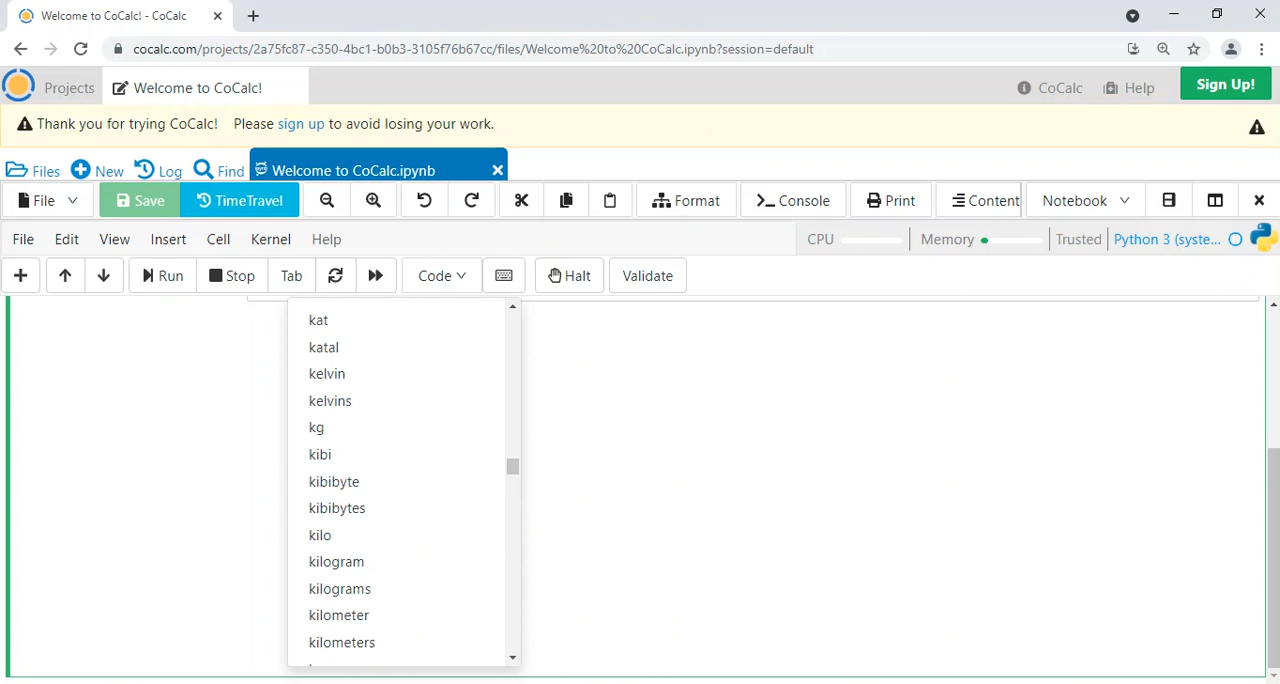 Welcome to CoCalc! - CoCalc
cocalc.com/projects/2a75fc87-c350-4bc1-b0b3-3105f76b67cc/files/Welcome%20to%20CoCalc.ipynb?session=default
Projects Welcome to CoCalc! CoCalc Help Sign Up!
Thank you for trying CoCalc! Please sign up to avoid losing your work.
Files New Log Find Welcome to CoCalc.ipynb
File Save TimeTravel Format Console Print Content Notebook
File Edit View Insert Cell Kernel Help CPU Memory Trusted Python 3 (syste...
Run Stop Tab Code Halt Validate
kat
katal
kelvin
kelvins
kg
kibi
kibibyte
kibibytes
kilo
kilogram
kilograms
kilometer
kilometers